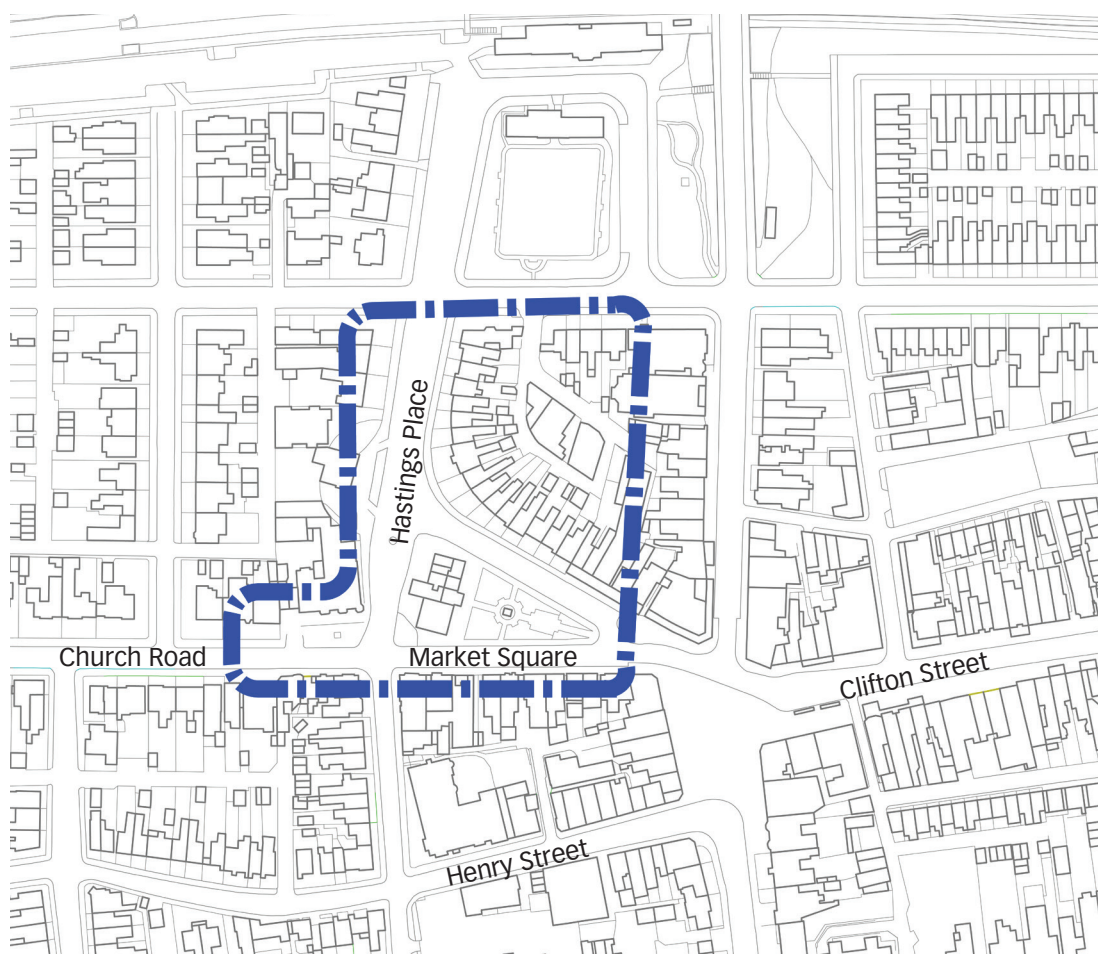 Hastings Place
Church Road
Market Square
Clifton Street
Henry Street